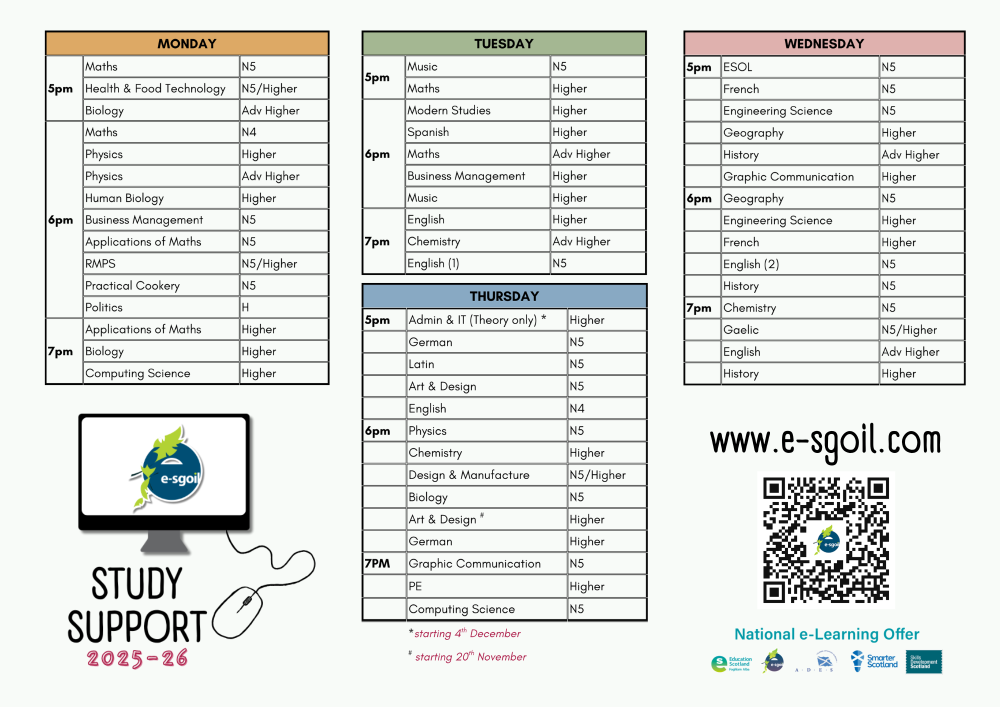 MONDAY
5pm
Maths N5
Health & Food Technology N5/Higher
Biology Adv Higher
6pm
Maths N4
Physics Higher
Physics Adv Higher
Human Biology Higher
Business Management N5
Applications of Maths N5
RMPS N5/Higher
Practical Cookery N5
Politics H
7pm
Applications of Maths Higher
Biology Higher
Computing Science Higher
TUESDAY
5pm
Music N5
Maths Higher
6pm
Modern Studies Higher
Spanish Higher
Maths Adv Higher
Business Management Higher
Music Higher
7pm
English Higher
Chemistry Adv Higher
English (1) N5
WEDNESDAY
5pm ESOL N5
French N5
Engineering Science N5
Geography Higher
History Adv Higher
Graphic Communication Higher
6pm Geography N5
Engineering Science Higher
French Higher
English (2) N5
History N5
7pm Chemistry N5
Gaelic N5/Higher
English Adv Higher
History Higher
THURSDAY
5pm Admin & IT (Theory only) * Higher
German N5
Latin N5
Art & Design N5
English N4
6pm Physics N5
Chemistry Higher
Design & Manufacture N5/Higher
Biology N5
Art & Design # Higher
German Higher
7PM Graphic Communication N5
PE Higher
Computing Science N5
*starting 4th December
# starting 20th November
e-sgoil
STUDY
SUPPORT
2025-26
www.e-sgoil.com
e-sgoil
National e-Learning Offer
Education
Scotland
Foghlam Alba
e-sgoil
A · D · E · S
Smarter
Scotland
Skills
Development
Scotland